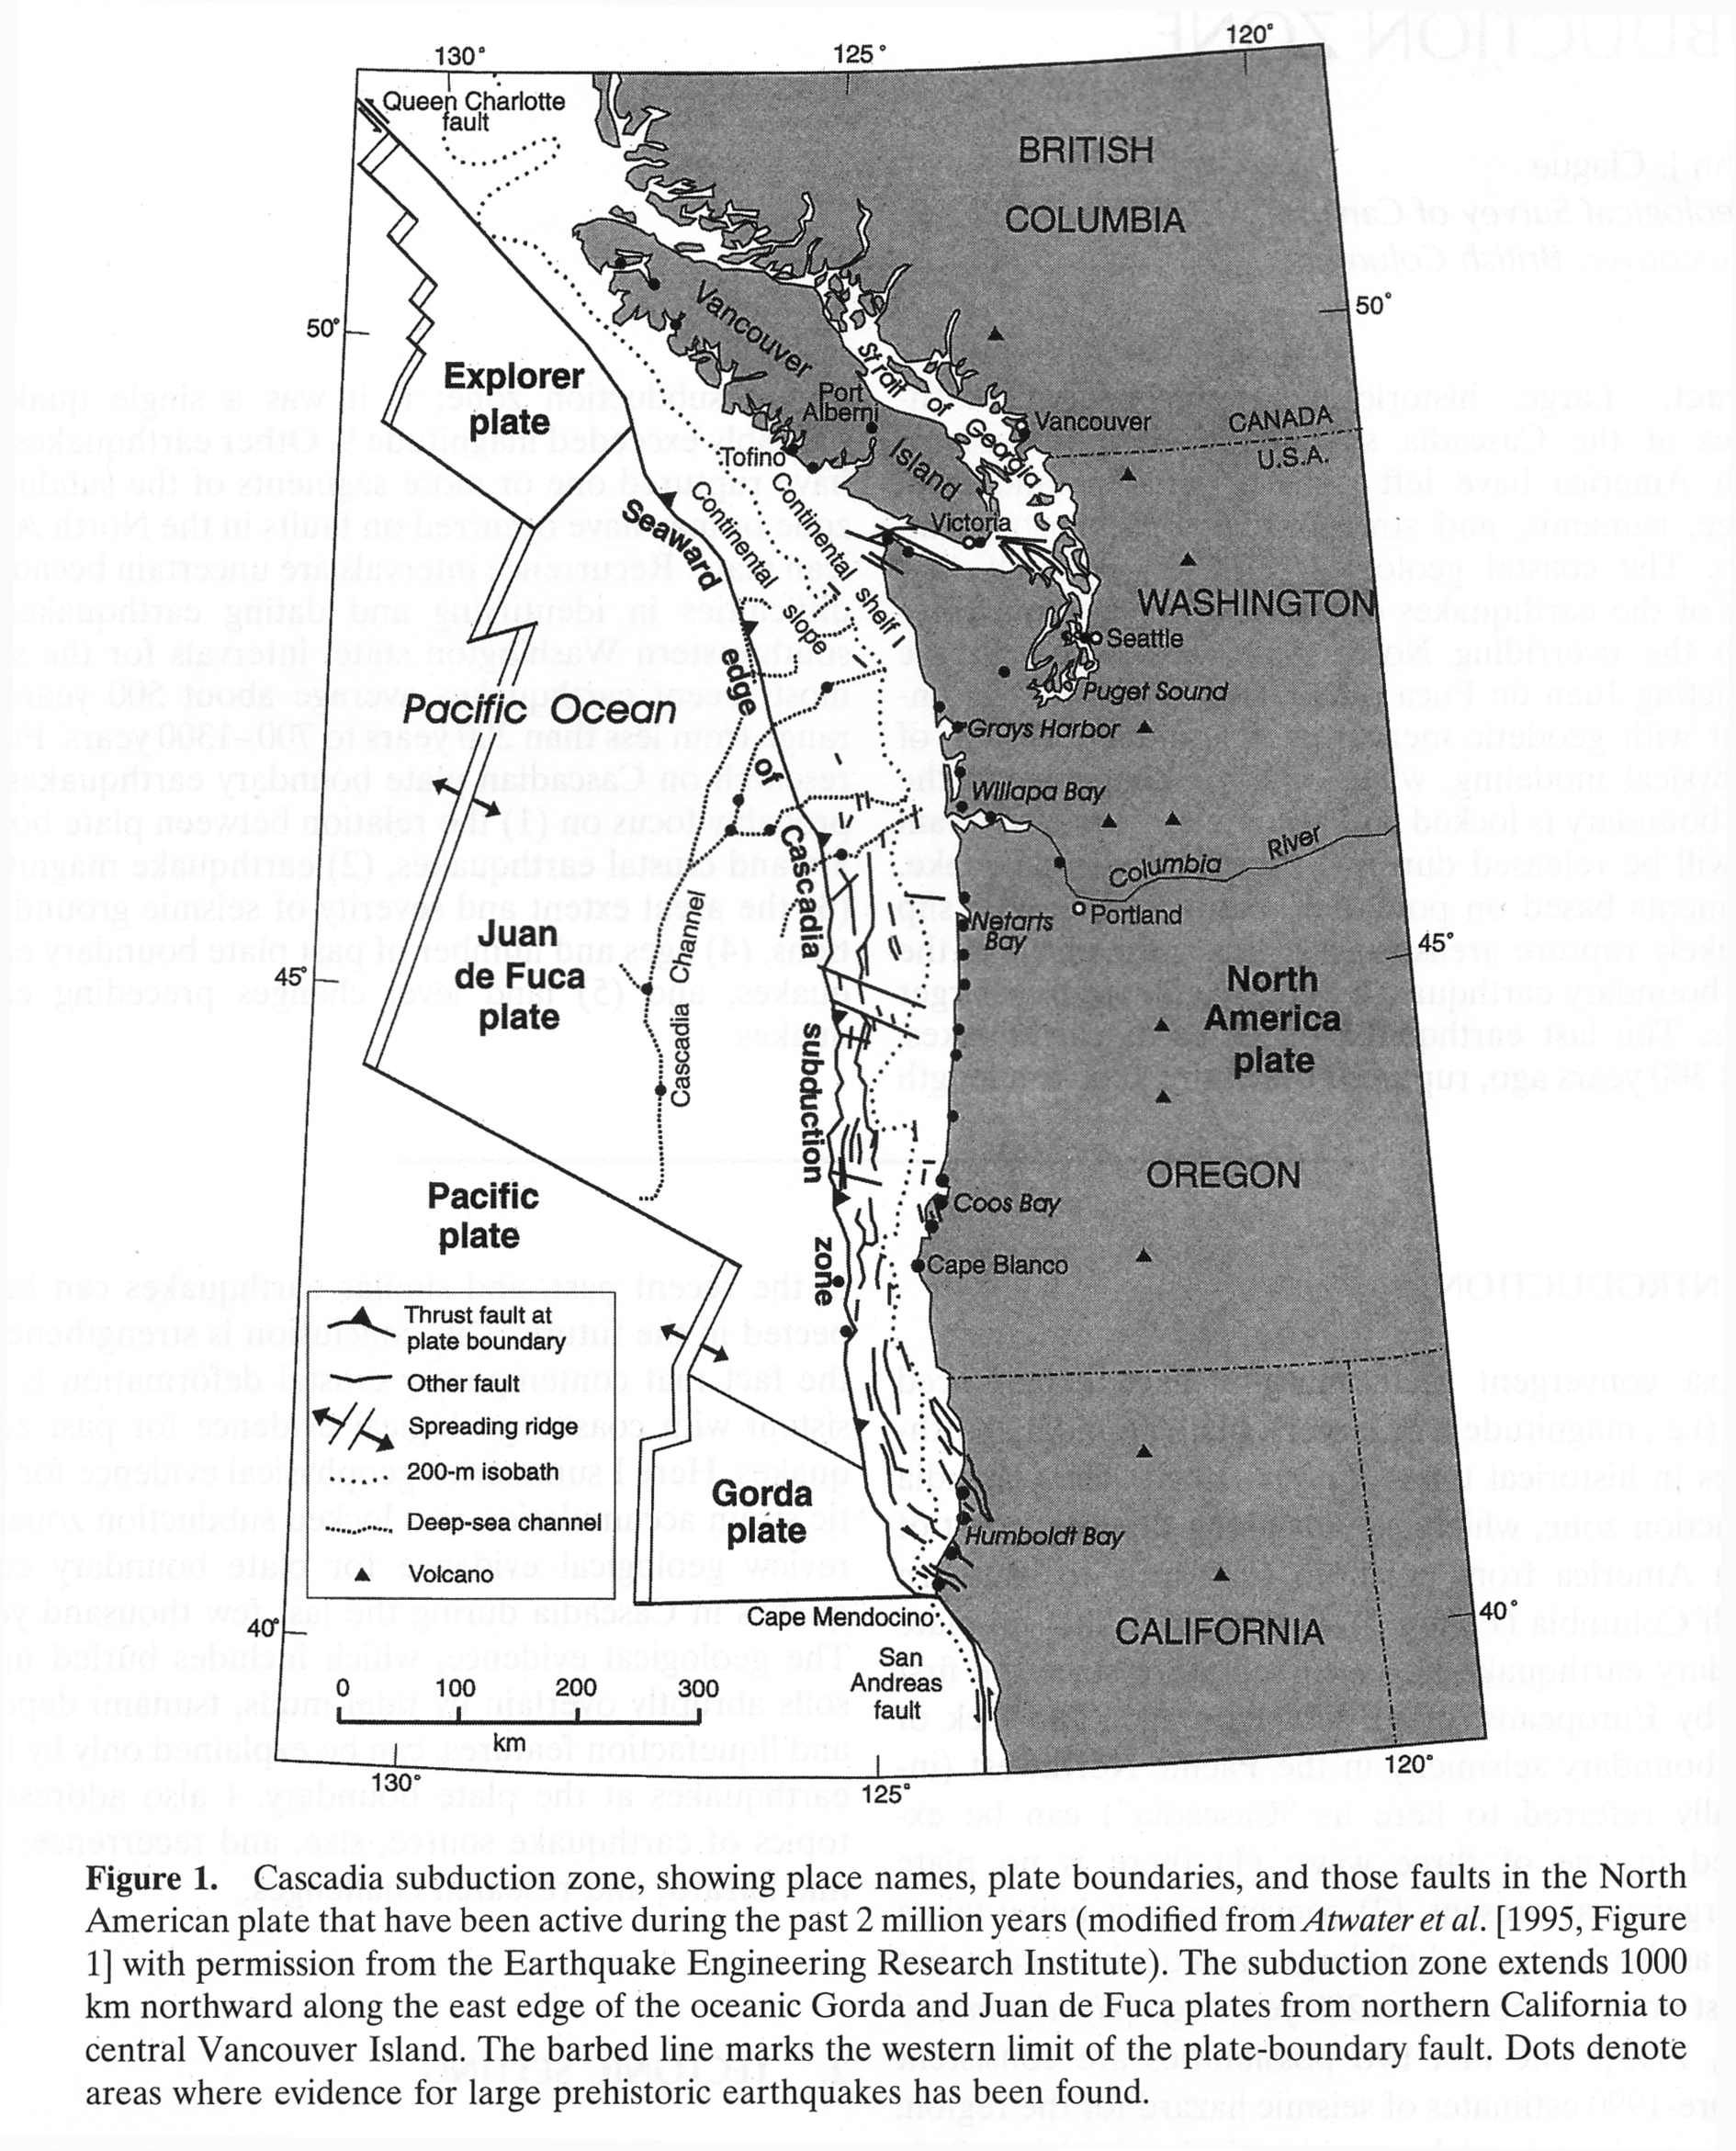 130°
125°
120°
Queen Charlotte
fault
BRITISH
COLUMBIA
50°
50°
Vancouver
Island
Strait of Georgia
Explorer
plate
Port
Alberni
Vancouver
CANADA
U.S.A.
Tofino
Victoria
Continental shelf
Continental slope
Seaward edge of Cascadia subduction zone
WASHINGTON
Seattle
Puget Sound
Pacific Ocean
Grays Harbor
Willapa Bay
Columbia River
Portland
Netarts
Bay
Juan
de Fuca
plate
Cascadia Channel
45°
45°
North
America
plate
OREGON
Pacific
plate
Coos Bay
Cape Blanco
Thrust fault at
plate boundary
Other fault
Spreading ridge
200-m isobath
Deep-sea channel
Volcano
Gorda
plate
Humboldt Bay
Cape Mendocino
40°
40°
CALIFORNIA
San
Andreas
fault
0 100 200 300
km
130°
125°
120°
Figure 1. Cascadia subduction zone, showing place names, plate boundaries, and those faults in the North
American plate that have been active during the past 2 million years (modified from Atwater et al. [1995, Figure
1] with permission from the Earthquake Engineering Research Institute). The subduction zone extends 1000
km northward along the east edge of the oceanic Gorda and Juan de Fuca plates from northern California to
central Vancouver Island. The barbed line marks the western limit of the plate-boundary fault. Dots denote
areas where evidence for large prehistoric earthquakes has been found.